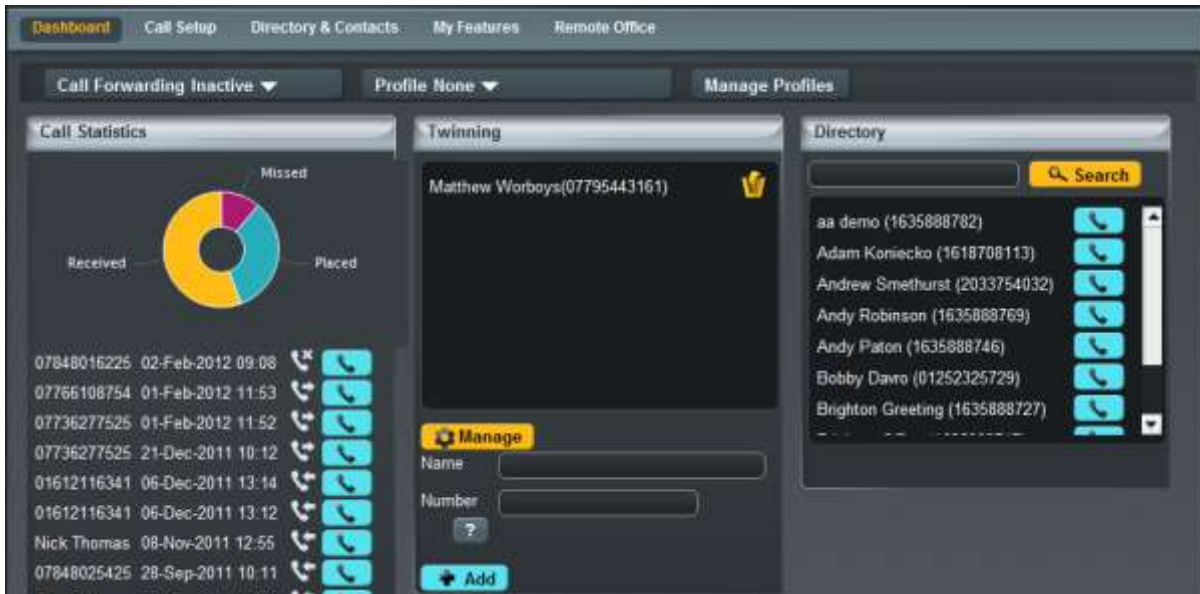 Dashboard Call Setup Directory & Contacts My Features Remote Office
Call Forwarding Inactive Profile None Manage Profiles
Call Statistics
Missed
Received
Placed
07848016225 02-Feb-2012 09:08
07766108754 01-Feb-2012 11:53
07736277525 01-Feb-2012 11:52
07736277525 21-Dec-2011 10:12
01612116341 06-Dec-2011 13:14
01612116341 06-Dec-2011 13:12
Nick Thomas 08-Nov-2011 12:55
07848025425 28-Sep-2011 10:11
Twinning
Matthew Worboys(07795443161)
Manage
Name
Number
?
Add
Directory
Search
aa demo (1635888782)
Adam Koniecko (1618708113)
Andrew Smethurst (2033754032)
Andy Robinson (1635888769)
Andy Paton (1635888746)
Bobby Davro (01252325729)
Brighton Greeting (1635888727)